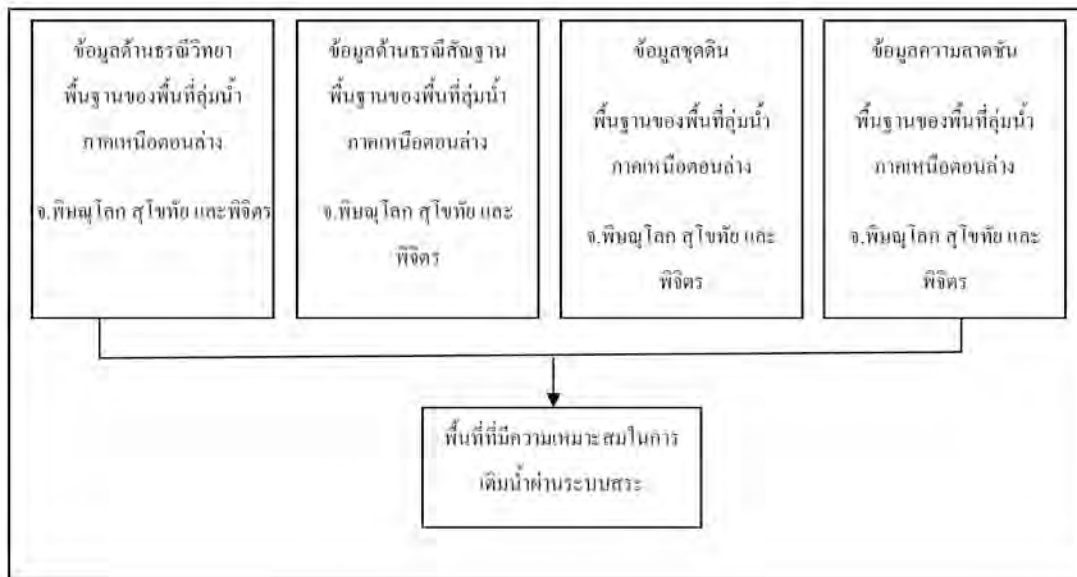 ข้อมูลด้านธรณีวิทยา
พื้นฐานของพื้นที่ลุ่มน้ำ
ภาคเหนือตอนล่าง
จ.พิษณุโลก สุโขทัย และพิจิตร
ข้อมูลด้านธรณีสัณฐาน
พื้นฐานของพื้นที่ลุ่มน้ำ
ภาคเหนือตอนล่าง
จ.พิษณุโลก สุโขทัย และ
พิจิตร
ข้อมูลชุดดิน
พื้นฐานของพื้นที่ลุ่มน้ำ
ภาคเหนือตอนล่าง
จ.พิษณุโลก สุโขทัย และ
พิจิตร
ข้อมูลความลาดชัน
พื้นฐานของพื้นที่ลุ่มน้ำ
ภาคเหนือตอนล่าง
จ.พิษณุโลก สุโขทัย และ
พิจิตร
พื้นที่ที่มีความเหมาะสมในการ
เติมน้ำผ่านระบบสระ